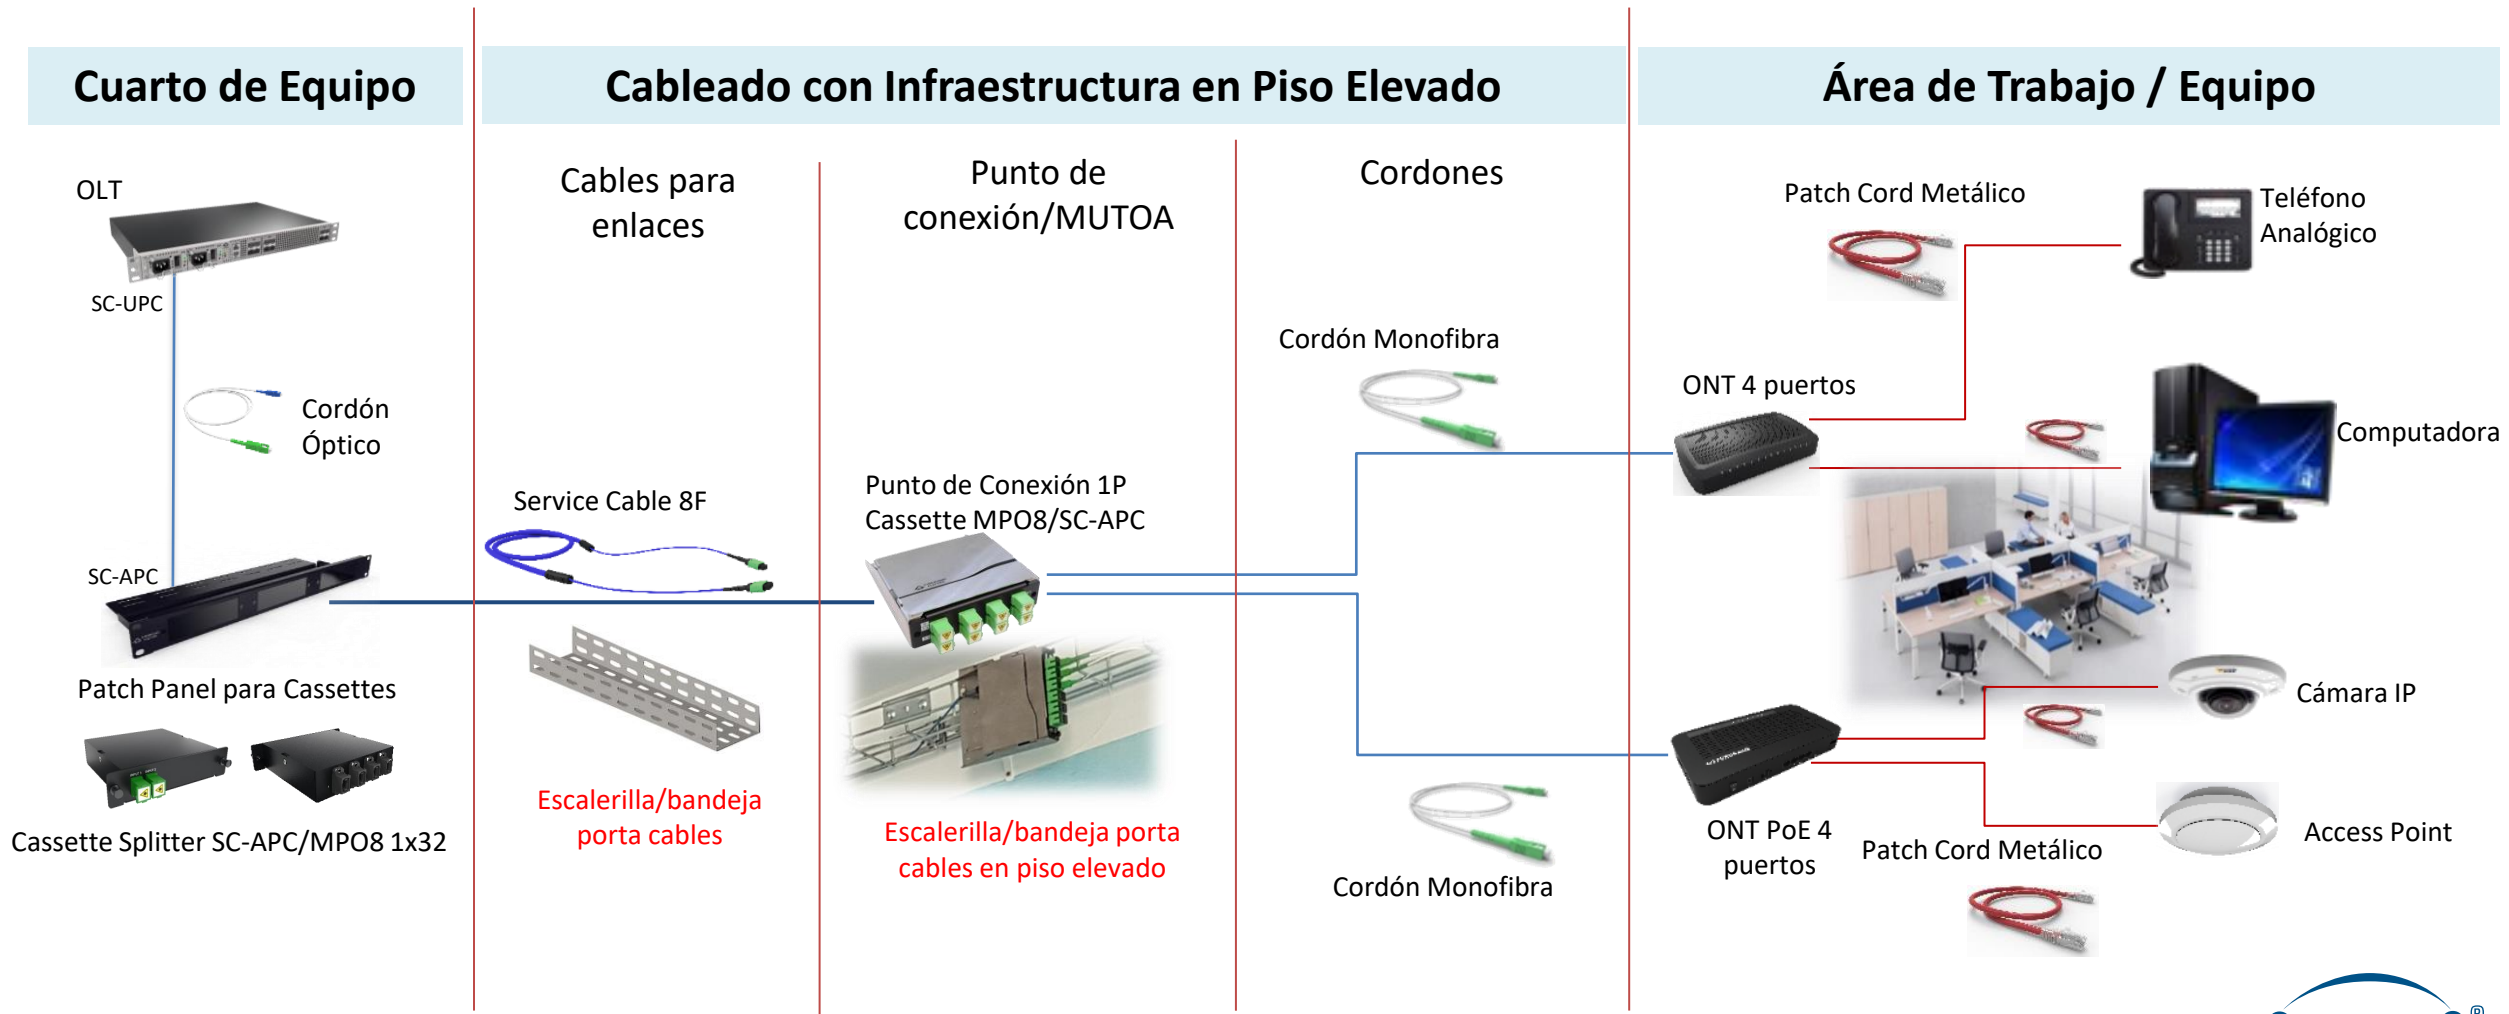 Cuarto de Equipo
Cableado con Infraestructura en Piso Elevado
Área de Trabajo / Equipo
OLT
SC-UPC
Cordón
Óptico
SC-APC
Patch Panel para Cassettes
Cassette Splitter SC-APC/MPO8 1x32
Cables para
enlaces
Service Cable 8F
Escalerilla/bandeja
porta cables
Punto de
conexión/MUTOA
Punto de Conexión 1P
Cassette MPO8/SC-APC
Escalerilla/bandeja porta
cables en piso elevado
Cordones
Cordón Monofibra
Cordón Monofibra
Patch Cord Metálico
Teléfono
Analógico
ONT 4 puertos
Computadora
Cámara IP
ONT PoE 4
puertos
Patch Cord Metálico
Access Point
®